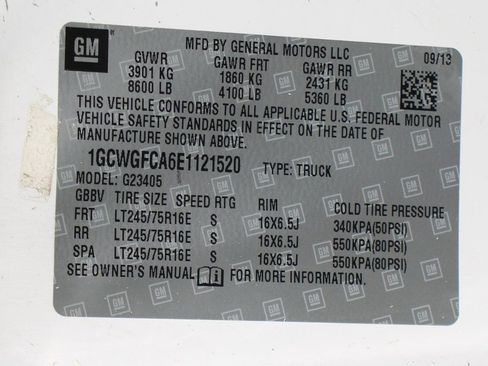 GM
MFD BY GENERAL MOTORS LLC
GVWR GAWR FRT GAWR RR 09/13
3901 KG 1860 KG 2431 KG
8600 LB 4100 LB 5360 LB
THIS VEHICLE CONFORMS TO ALL APPLICABLE U.S. FEDERAL MOTOR
VEHICLE SAFETY STANDARDS IN EFFECT ON THE DATE OF
MANUFACTURE SHOWN ABOVE.
1GCWGFCA6E1121520 TYPE: TRUCK
MODEL: G23405
GBBV TIRE SIZE SPEED RTG RIM COLD TIRE PRESSURE
FRT LT245/75R16E S 16X6.5J 340KPA(50PSI)
RR LT245/75R16E S 16X6.5J 550KPA(80PSI)
SPA LT245/75R16E S 16X6.5J 550KPA(80PSI)
SEE OWNER'S MANUAL FOR MORE INFORMATION.